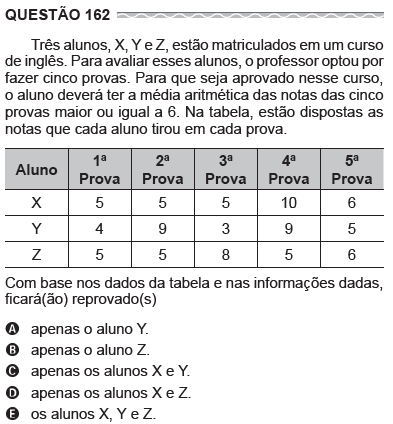 QUESTÃO 162
Três alunos, X, Y e Z, estão matriculados em um curso
de inglês. Para avaliar esses alunos, o professor optou por
fazer cinco provas. Para que seja aprovado nesse curso,
o aluno deverá ter a média aritmética das notas das cinco
provas maior ou igual a 6. Na tabela, estão dispostas as
notas que cada aluno tirou em cada prova.
Aluno 1ª Prova 2ª Prova 3ª Prova 4ª Prova 5ª Prova
X 5 5 5 10 6
Y 4 9 3 9 5
Z 5 5 8 5 6
Com base nos dados da tabela e nas informações dadas,
ficará(ão) reprovado(s)
A apenas o aluno Y.
B apenas o aluno Z.
C apenas os alunos X e Y.
D apenas os alunos X e Z.
E os alunos X, Y e Z.